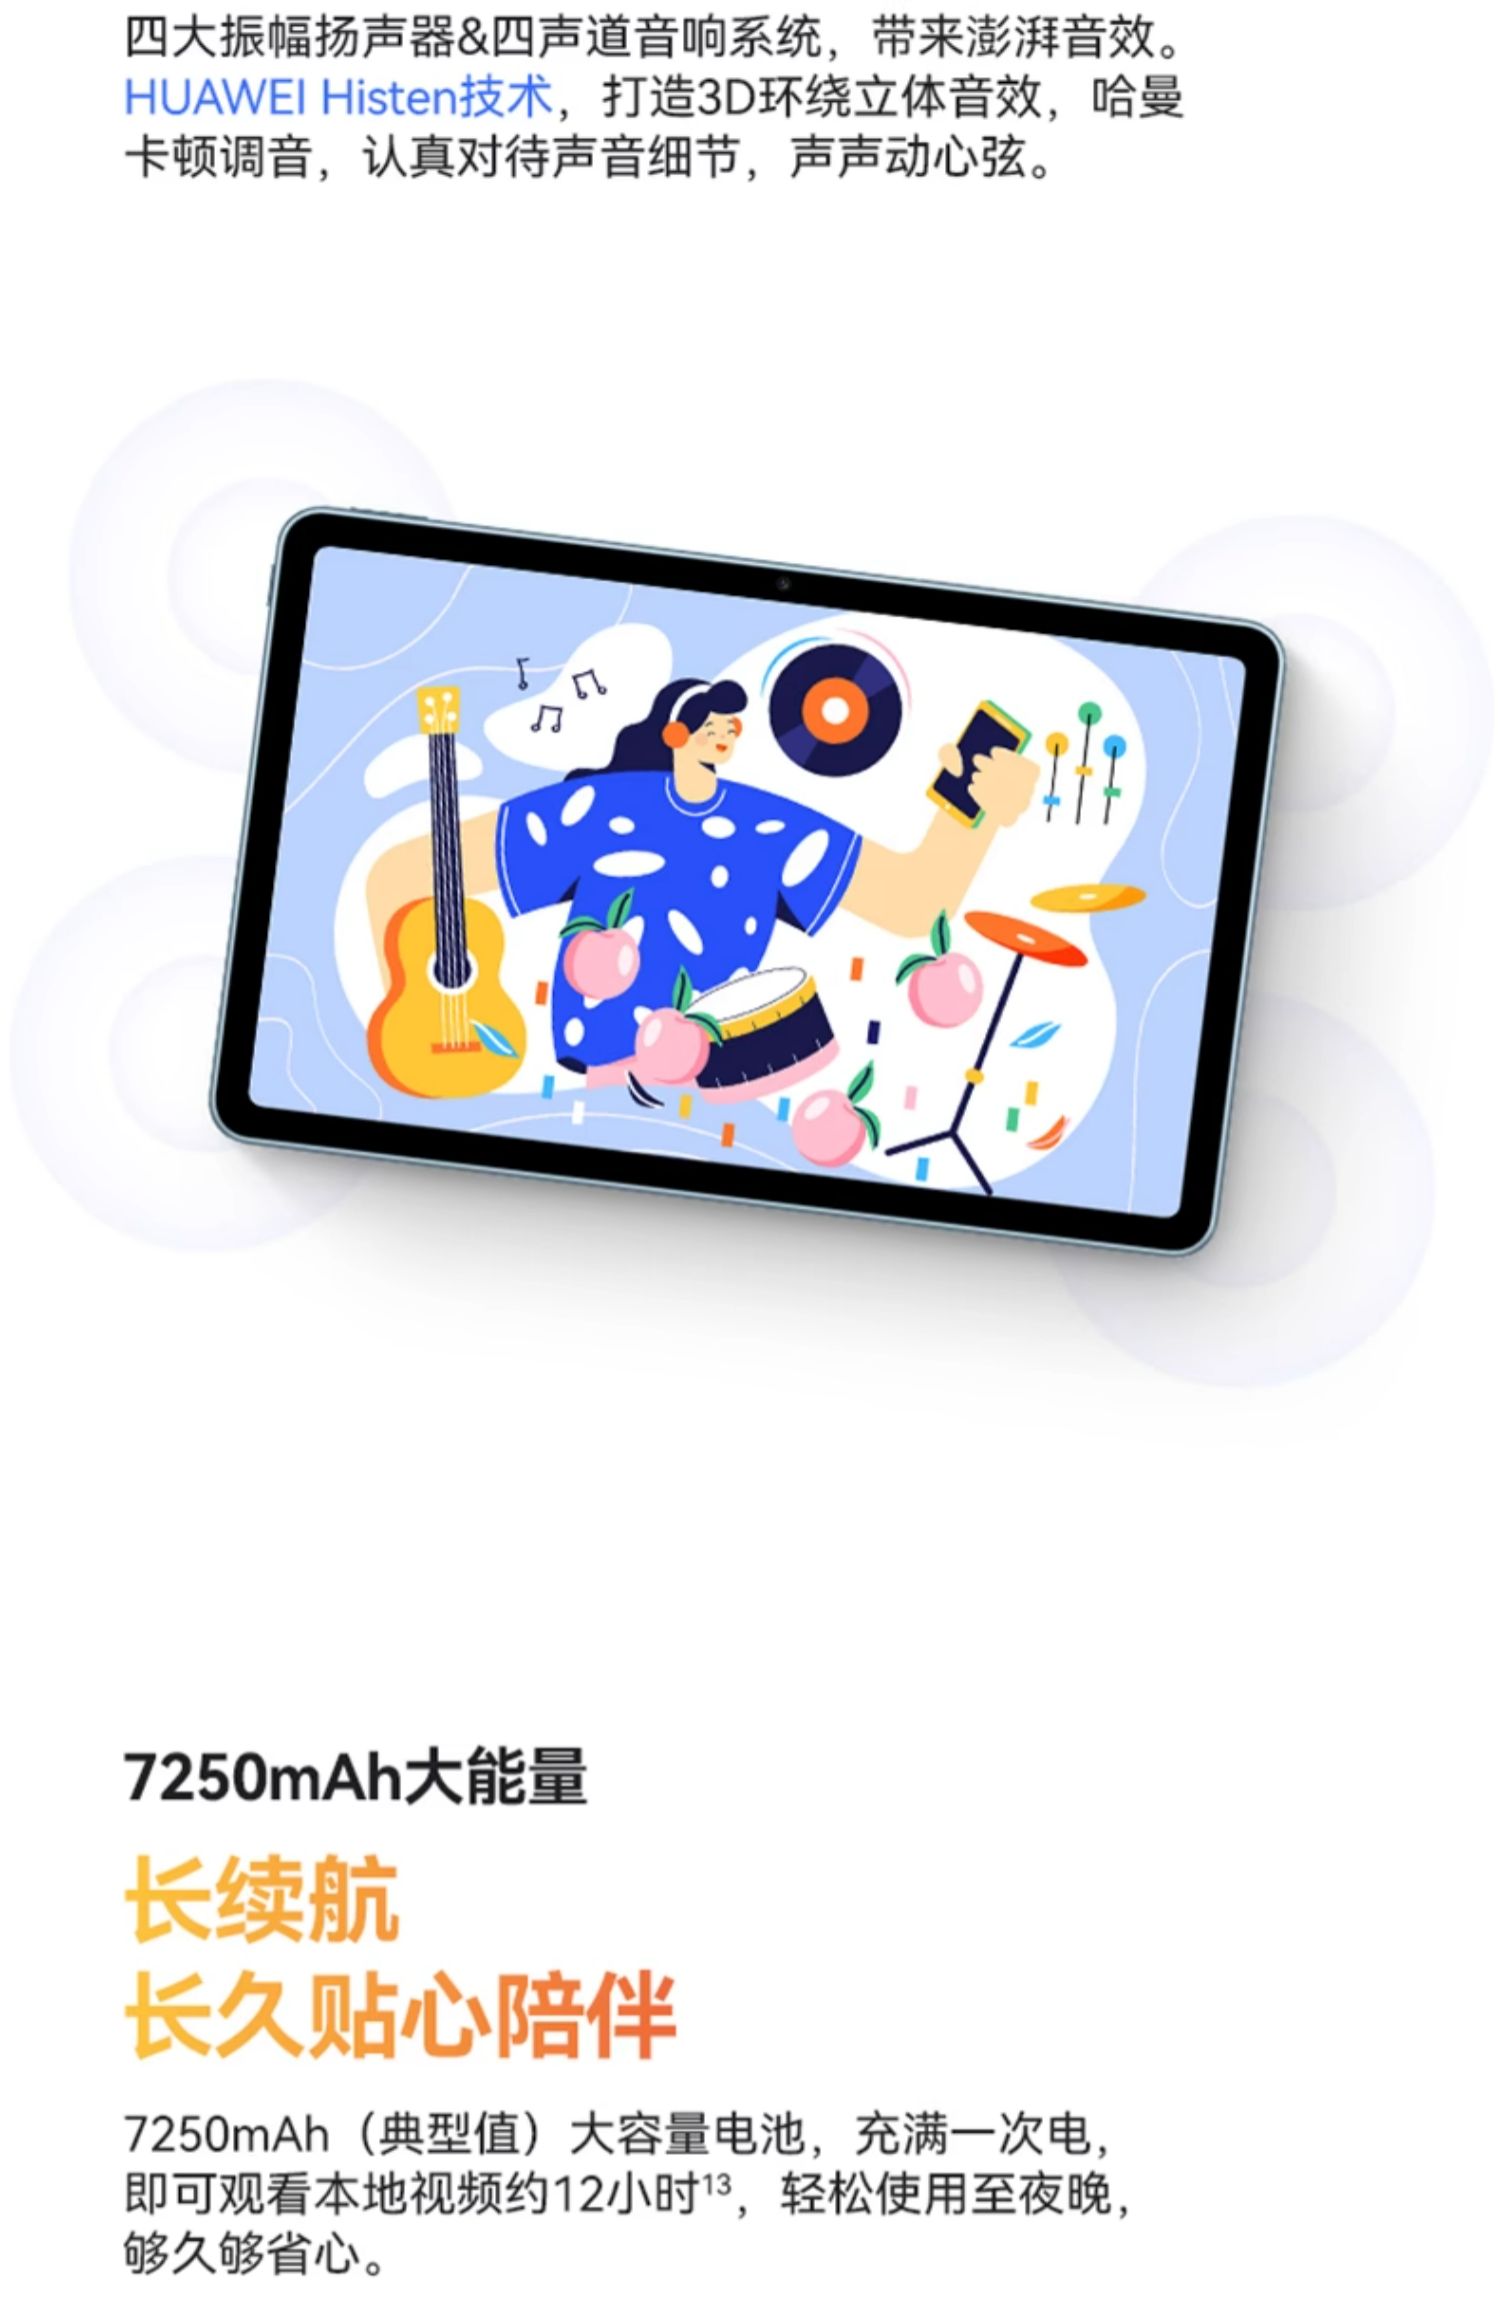 四大振幅扬声器&四声道音响系统，带来澎湃音效。
HUAWEI Histen技术，打造3D环绕立体音效，哈曼
卡顿调音，认真对待声音细节，声声动心弦。
7250mAh大能量
长续航
长久贴心陪伴
7250mAh（典型值）大容量电池，充满一次电，
即可观看本地视频约12小时¹³，轻松使用至夜晚，
够久够省心。